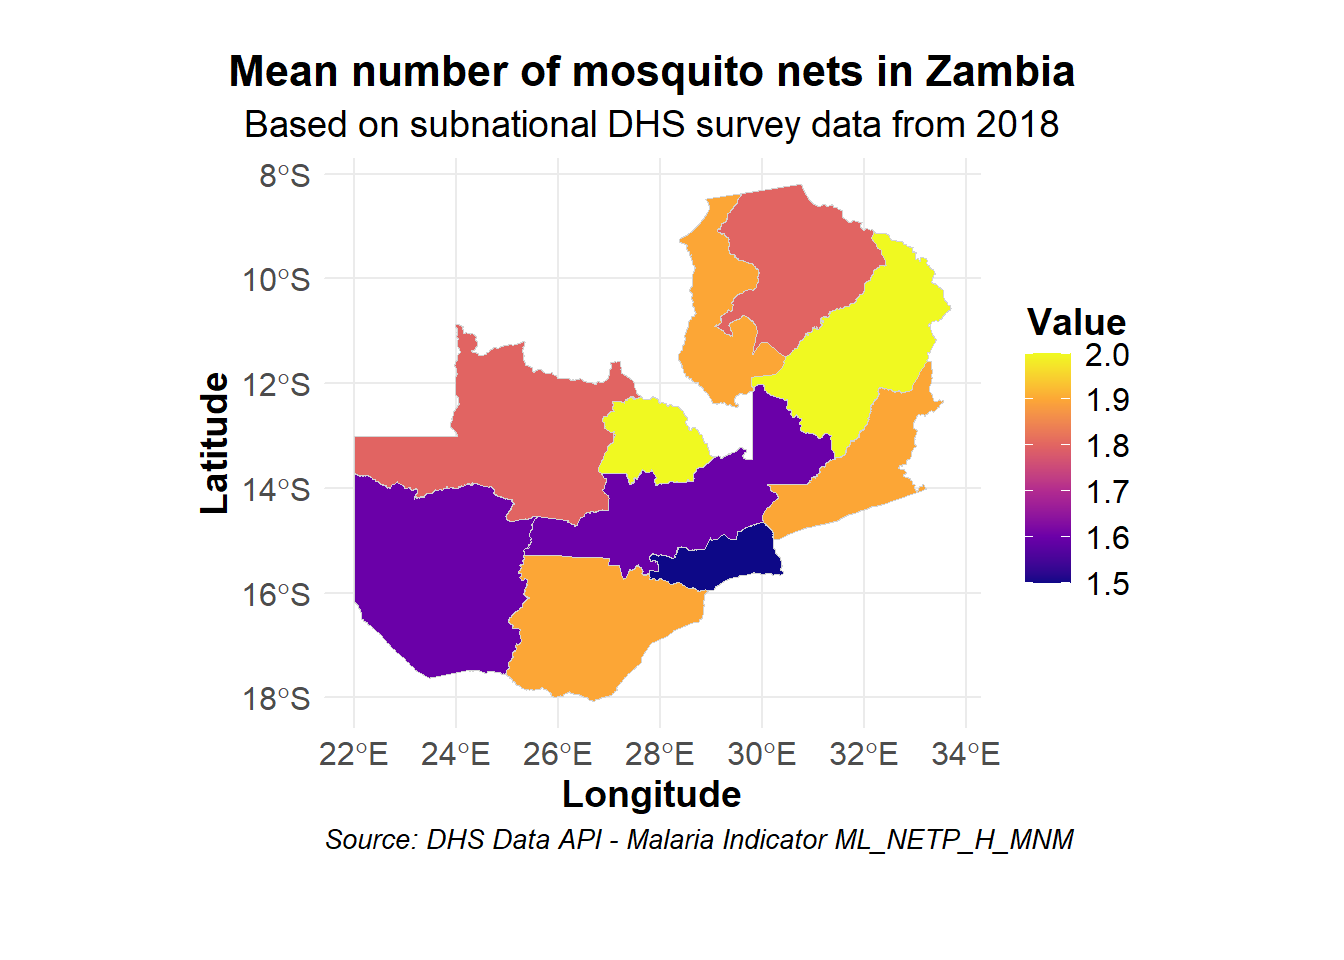 Mean number of mosquito nets in Zambia
Based on subnational DHS survey data from 2018
8°S
10°S
12°S
14°S
16°S
18°S
Latitude
22°E 24°E 26°E 28°E 30°E 32°E 34°E
Longitude
Value
2.0
1.9
1.8
1.7
1.6
1.5
Source: DHS Data API - Malaria Indicator ML_NETP_H_MNM